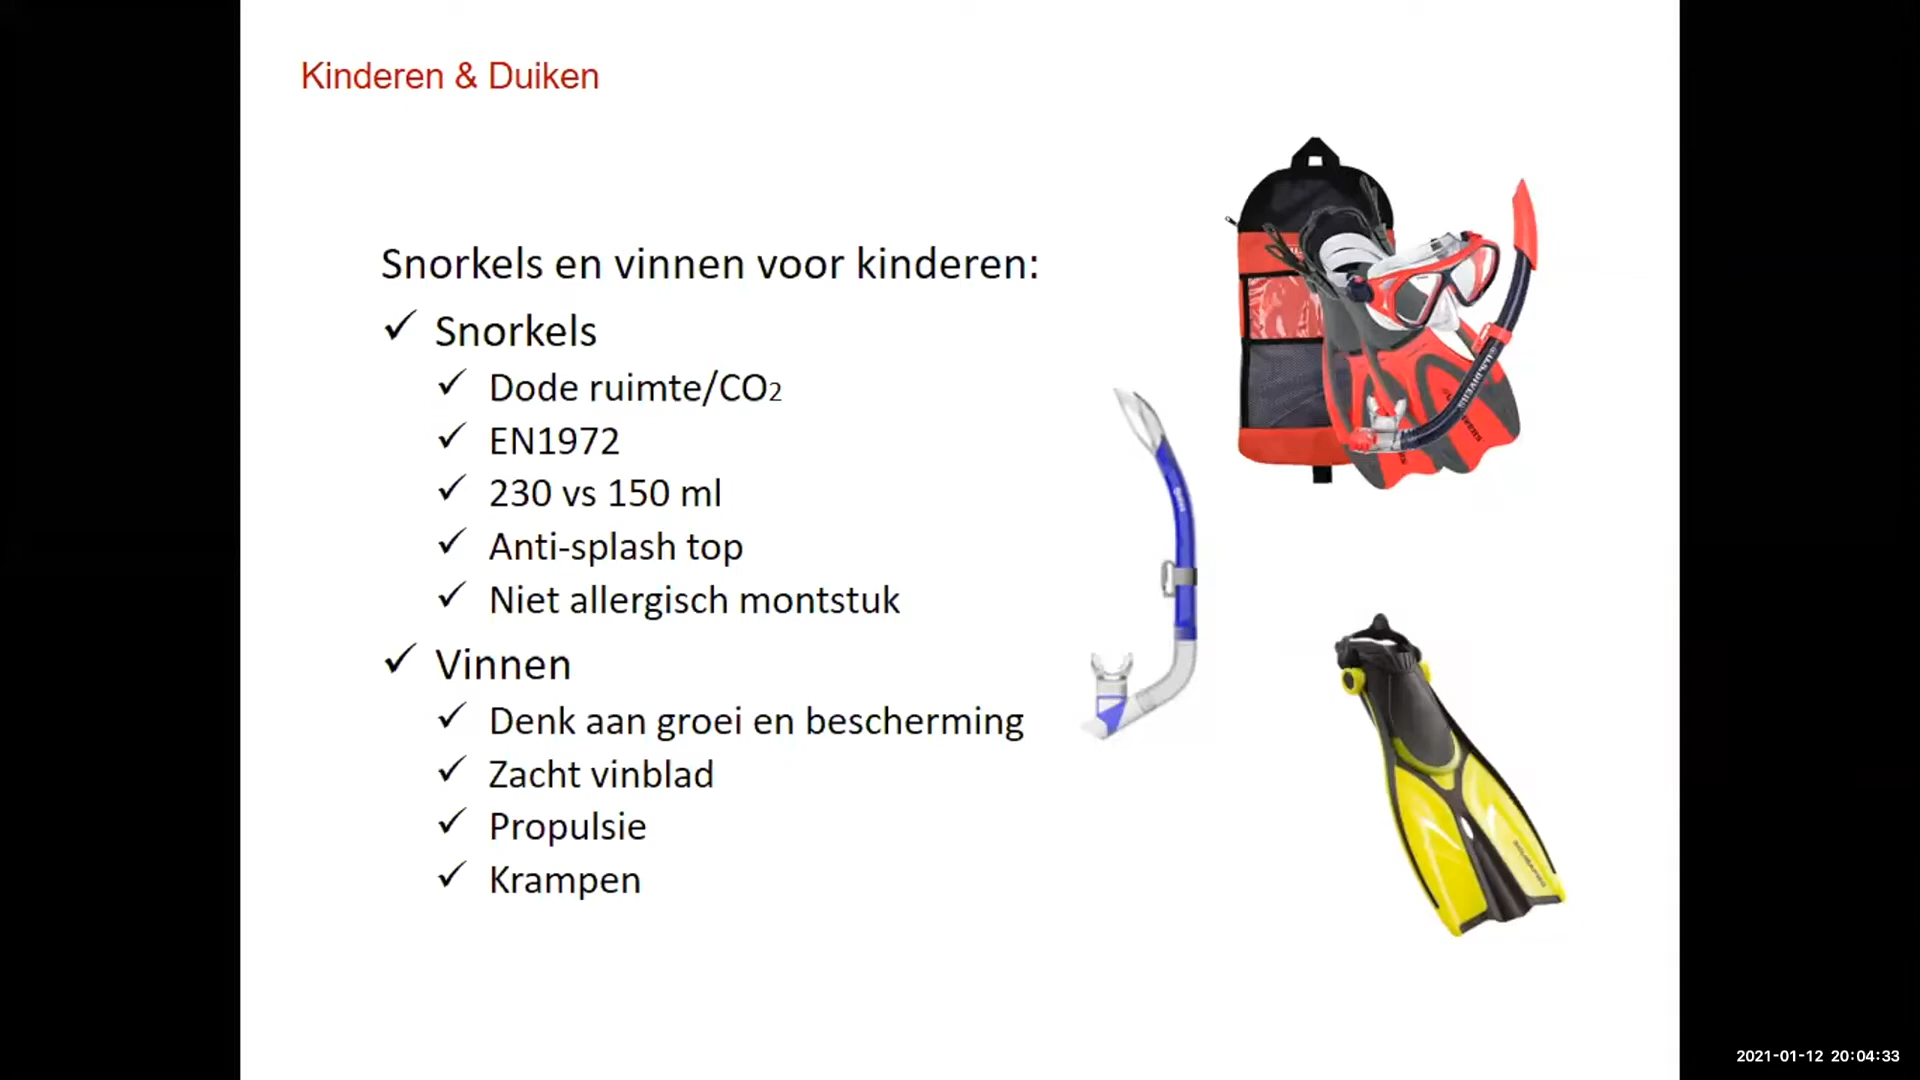 Kinderen & Duiken
Snorkels en vinnen voor kinderen:
✓ Snorkels
✓ Dode ruimte/CO2
✓ EN1972
✓ 230 vs 150 ml
✓ Anti-splash top
✓ Niet allergisch montstuk
✓ Vinnen
✓ Denk aan groei en bescherming
✓ Zacht vinblad
✓ Propulsie
✓ Krampen
U.S. DIVERS
2021-01-12 20:04:33